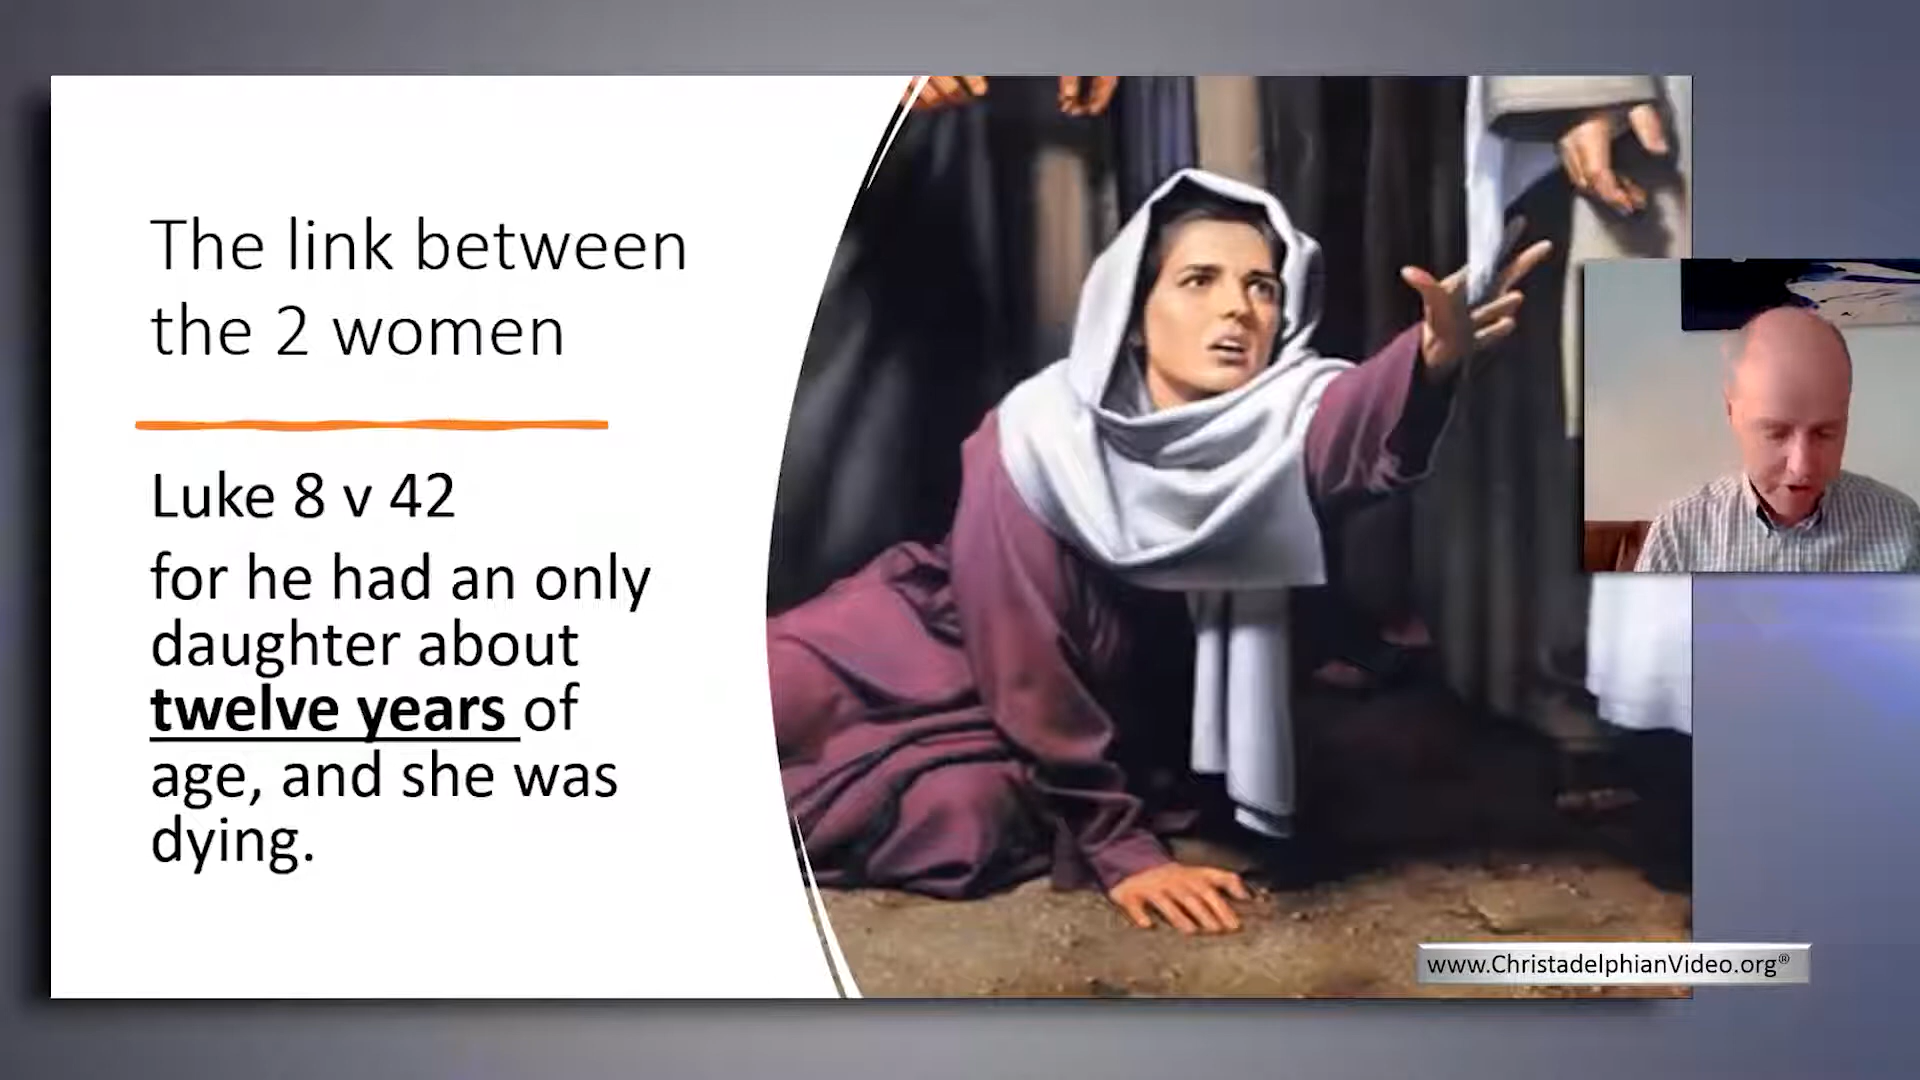 The link between
the 2 women
Luke 8 v 42
for he had an only
daughter about
twelve years of
age, and she was
dying.
www.ChristadelphianVideo.org®